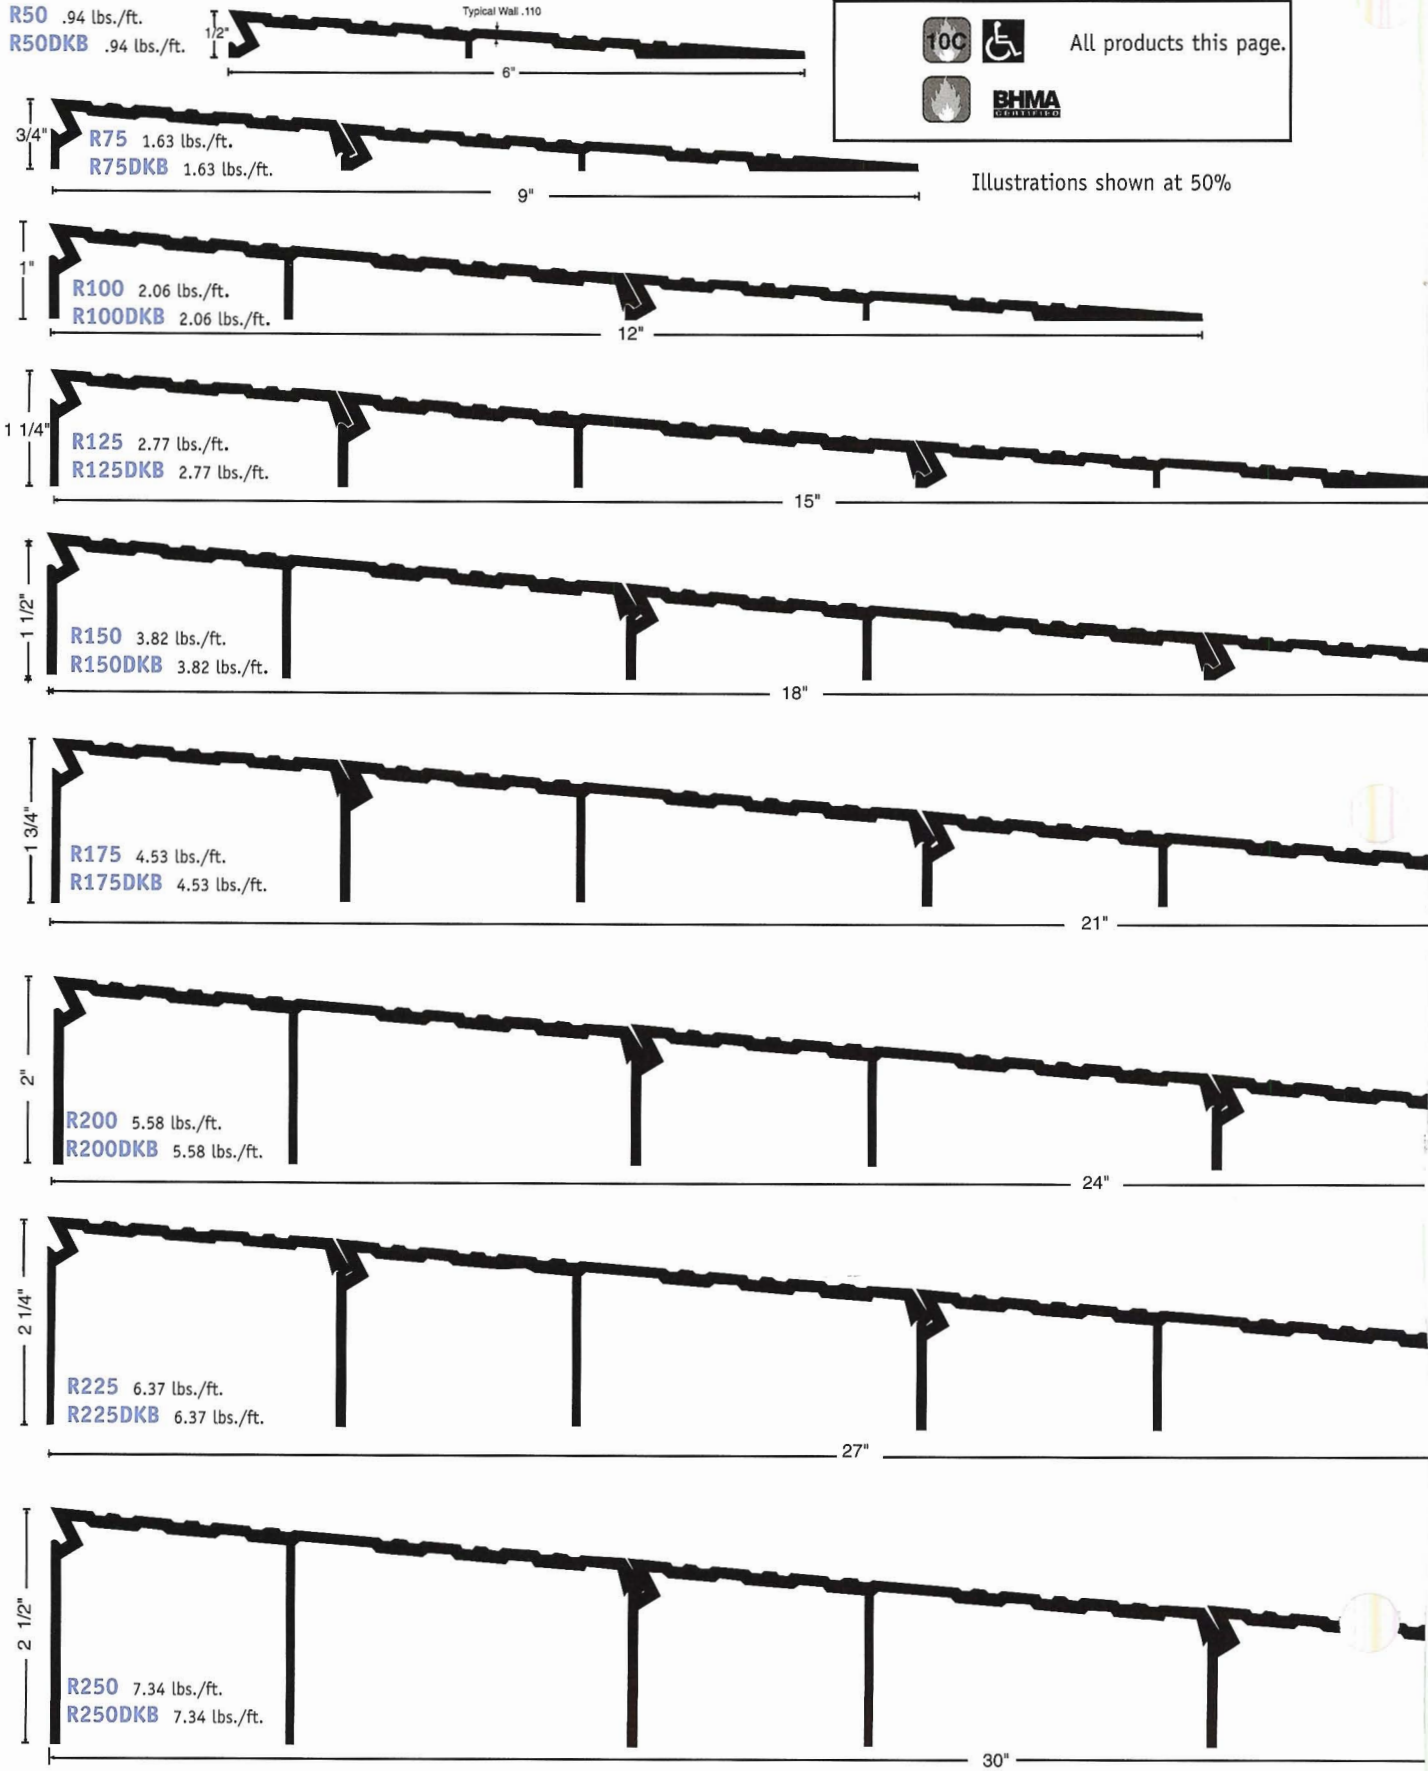 R50 .94 lbs./ft.
R50DKB .94 lbs./ft.
1/2"
Typical Wall .110
6"
10C
All products this page.
BHMA
CERTIFIED
3/4"
R75 1.63 lbs./ft.
R75DKB 1.63 lbs./ft.
9"
Illustrations shown at 50%
1"
R100 2.06 lbs./ft.
R100DKB 2.06 lbs./ft.
12"
1 1/4"
R125 2.77 lbs./ft.
R125DKB 2.77 lbs./ft.
15"
1 1/2"
R150 3.82 lbs./ft.
R150DKB 3.82 lbs./ft.
18"
1 3/4"
R175 4.53 lbs./ft.
R175DKB 4.53 lbs./ft.
21"
2"
R200 5.58 lbs./ft.
R200DKB 5.58 lbs./ft.
24"
2 1/4"
R225 6.37 lbs./ft.
R225DKB 6.37 lbs./ft.
27"
2 1/2"
R250 7.34 lbs./ft.
R250DKB 7.34 lbs./ft.
30"